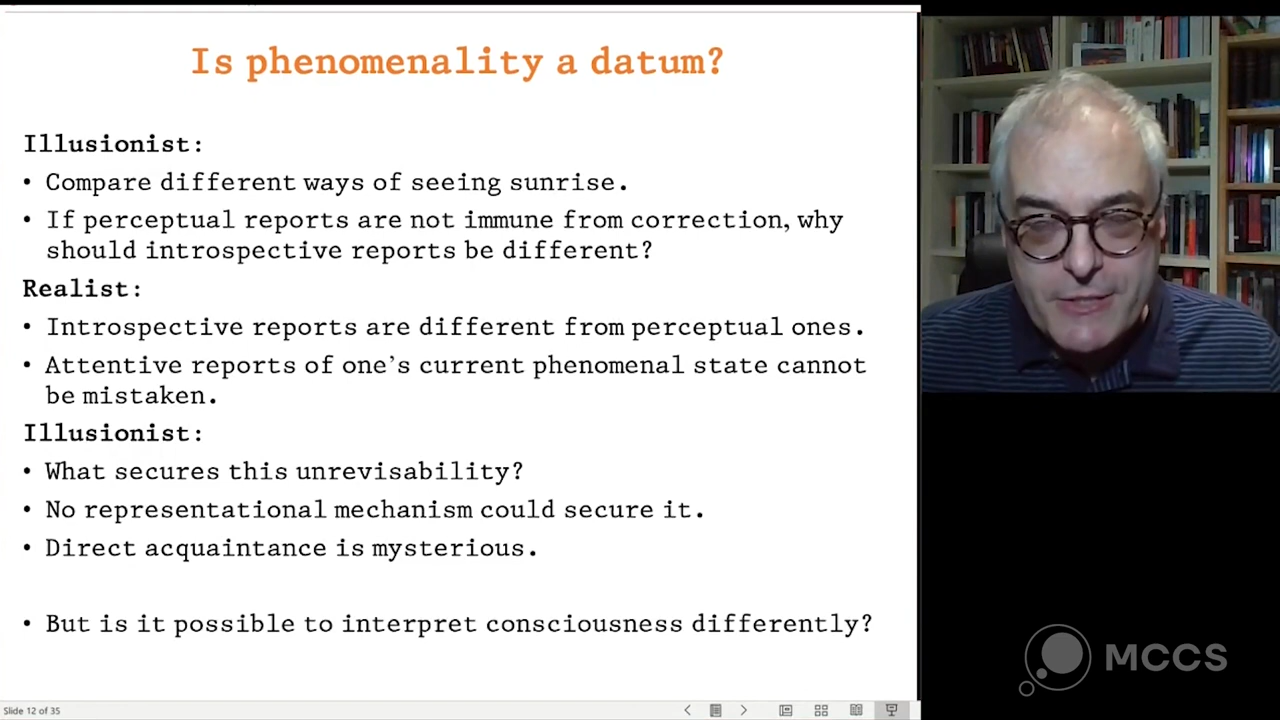 Is phenomenality a datum?
Illusionist:
• Compare different ways of seeing sunrise.
• If perceptual reports are not immune from correction, why
should introspective reports be different?
Realist:
• Introspective reports are different from perceptual ones.
• Attentive reports of one's current phenomenal state cannot
be mistaken.
Illusionist:
• What secures this unrevisability?
• No representational mechanism could secure it.
• Direct acquaintance is mysterious.
• But is it possible to interpret consciousness differently?
MCCS
Slide 12 of 35